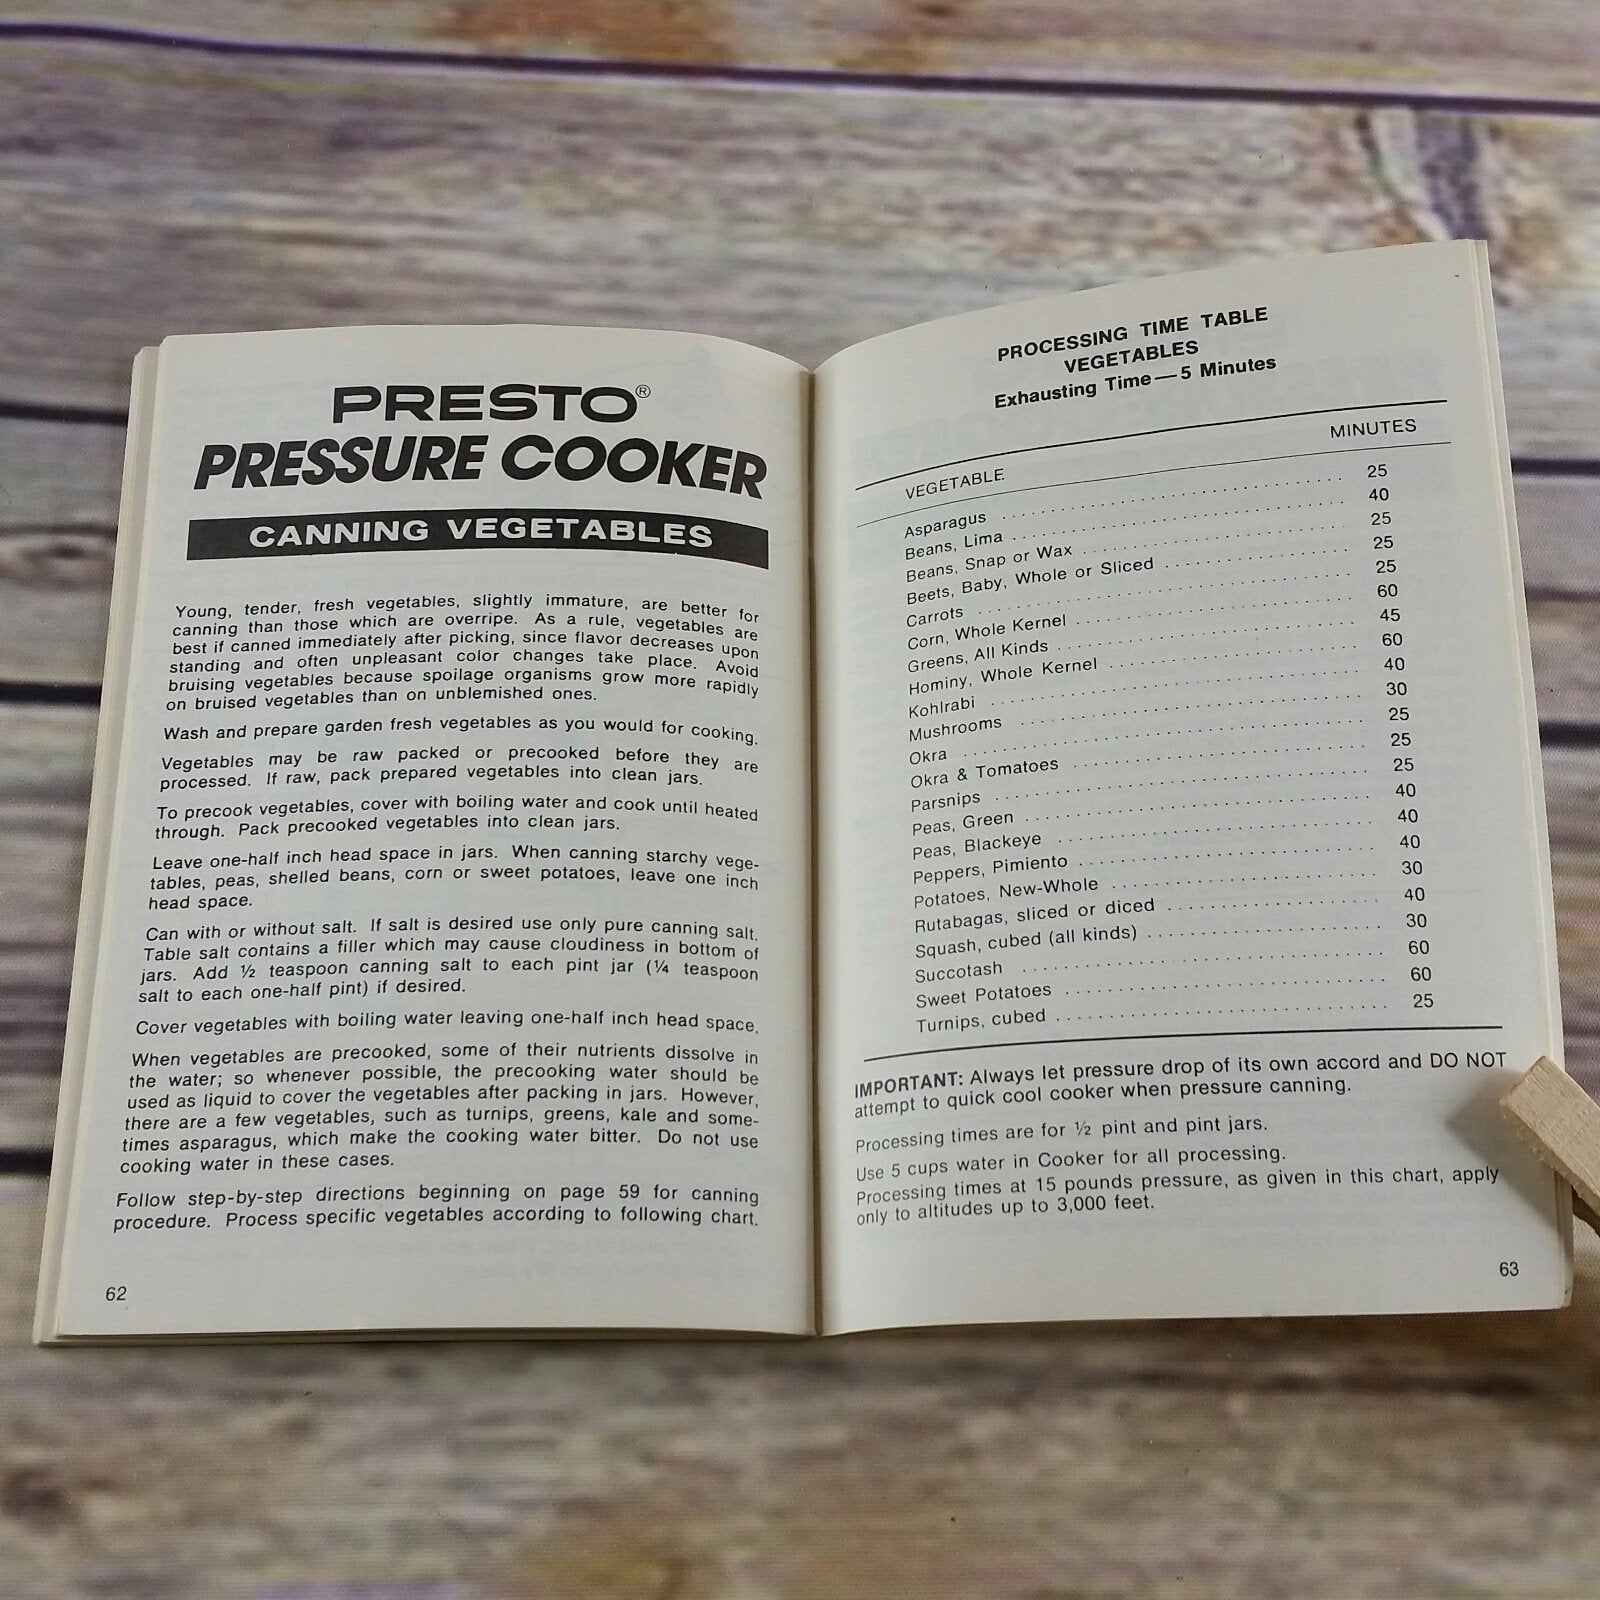 PRESTO®
PRESSURE COOKER
CANNING VEGETABLES
Young, tender, fresh vegetables, slightly immature, are better for
canning than those which are overripe. As a rule, vegetables are
best if canned immediately after picking, since flavor decreases upon
standing and often unpleasant color changes take place. Avoid
bruising vegetables because spoilage organisms grow more rapidly
on bruised vegetables than on unblemished ones.
Wash and prepare garden fresh vegetables as you would for cooking.
Vegetables may be raw packed or precooked before they are
processed. If raw, pack prepared vegetables into clean jars.
To precook vegetables, cover with boiling water and cook until heated
through. Pack precooked vegetables into clean jars.
Leave one-half inch head space in jars. When canning starchy vege-
tables, peas, shelled beans, corn or sweet potatoes, leave one inch
head space.
Can with or without salt. If salt is desired use only pure canning salt.
Table salt contains a filler which may cause cloudiness in bottom of
jars. Add ½ teaspoon canning salt to each pint jar (¼ teaspoon
salt to each one-half pint) if desired.
Cover vegetables with boiling water leaving one-half inch head space.
When vegetables are precooked, some of their nutrients dissolve in
the water; so whenever possible, the precooking water should be
used as liquid to cover the vegetables after packing in jars. However,
there are a few vegetables, such as turnips, greens, kale and some-
times asparagus, which make the cooking water bitter. Do not use
cooking water in these cases.
Follow step-by-step directions beginning on page 59 for canning
procedure. Process specific vegetables according to following chart.
62
PROCESSING TIME TABLE
VEGETABLES
Exhausting Time — 5 Minutes
VEGETABLE MINUTES
Asparagus 25
Beans, Lima 40
Beans, Snap or Wax 25
Beets, Baby, Whole or Sliced 25
Carrots 25
Corn, Whole Kernel 60
Greens, All Kinds 45
Hominy, Whole Kernel 60
Kohlrabi 40
Mushrooms 30
Okra 25
Okra & Tomatoes 25
Parsnips 25
Peas, Green 40
Peas, Blackeye 40
Peppers, Pimiento 40
Potatoes, New-Whole 30
Rutabagas, sliced or diced 40
Squash, cubed (all kinds) 30
Succotash 60
Sweet Potatoes 60
Turnips, cubed 25
IMPORTANT: Always let pressure drop of its own accord and DO NOT
attempt to quick cool cooker when pressure canning.
Processing times are for ½ pint and pint jars.
Use 5 cups water in Cooker for all processing.
Processing times at 15 pounds pressure, as given in this chart, apply
only to altitudes up to 3,000 feet.
63